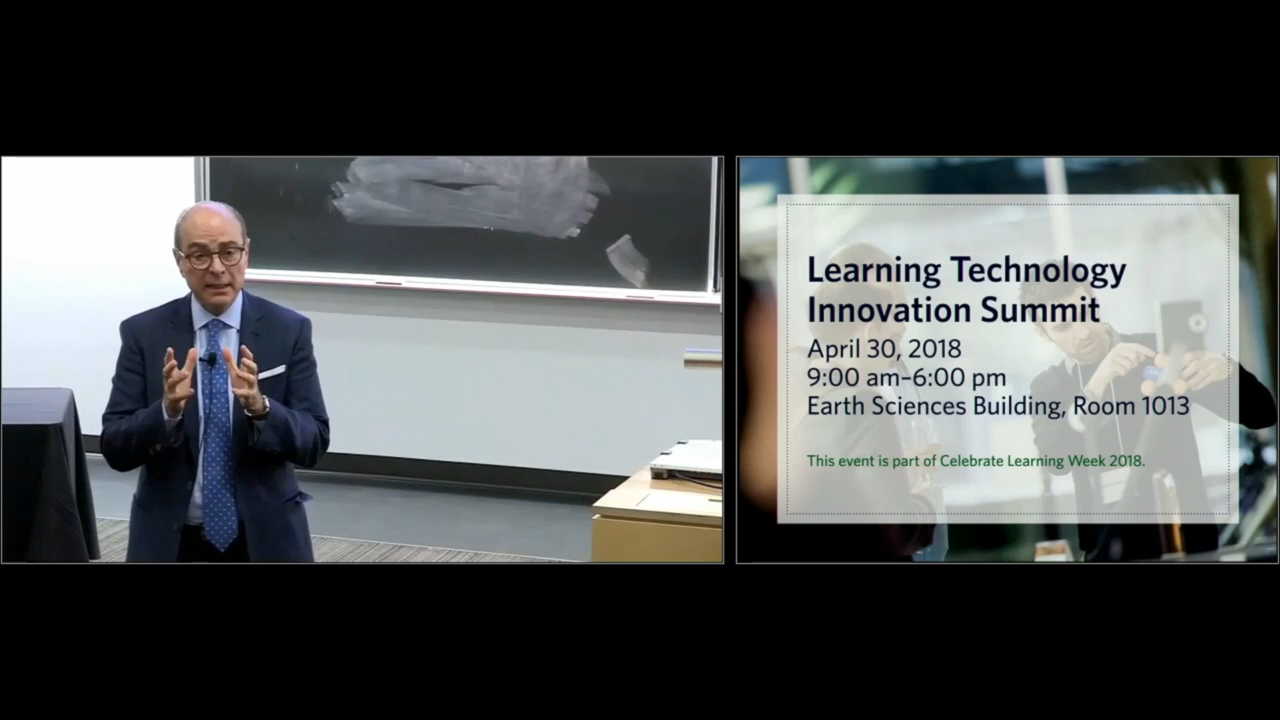 Learning Technology
Innovation Summit
April 30, 2018
9:00 am–6:00 pm
Earth Sciences Building, Room 1013
This event is part of Celebrate Learning Week 2018.